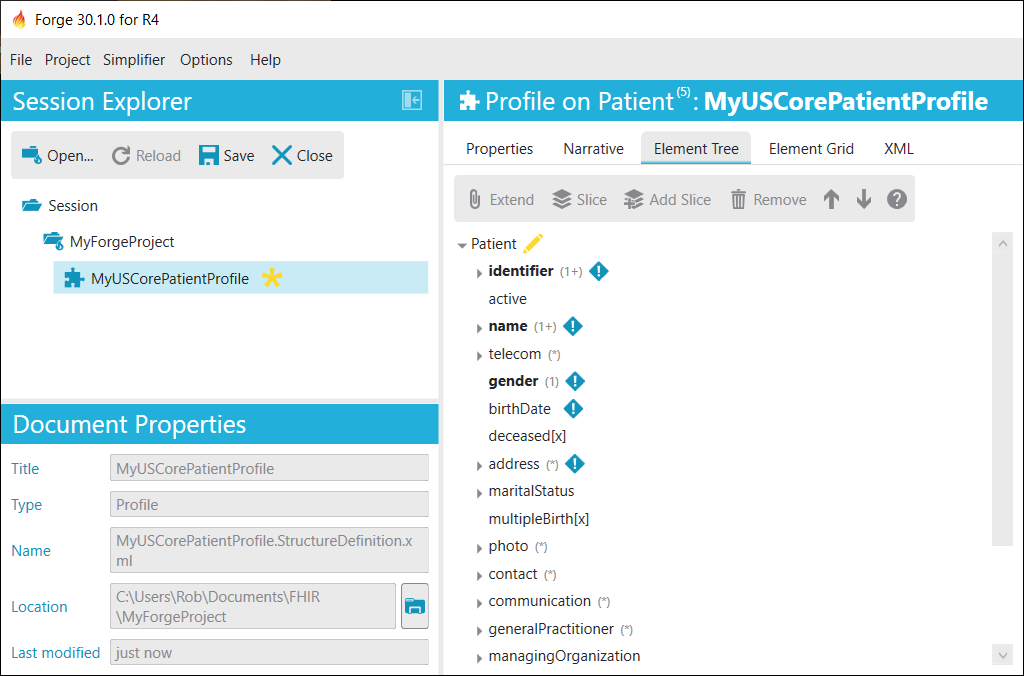 Forge 30.1.0 for R4
File Project Simplifier Options Help
Session Explorer
Open... Reload Save Close
Session
MyForgeProject
MyUSCorePatientProfile
Document Properties
Title MyUSCorePatientProfile
Type Profile
Name MyUSCorePatientProfile.StructureDefinition.x
ml
Location C:\Users\Rob\Documents\FHIR
\MyForgeProject
Last modified just now
Profile on Patient (5) : MyUSCorePatientProfile
Properties Narrative Element Tree Element Grid XML
Extend Slice Add Slice Remove
Patient
identifier (1+)
active
name (1+)
telecom (*)
gender (1)
birthDate
deceased[x]
address (*)
maritalStatus
multipleBirth[x]
photo (*)
contact (*)
communication (*)
generalPractitioner (*)
managingOrganization